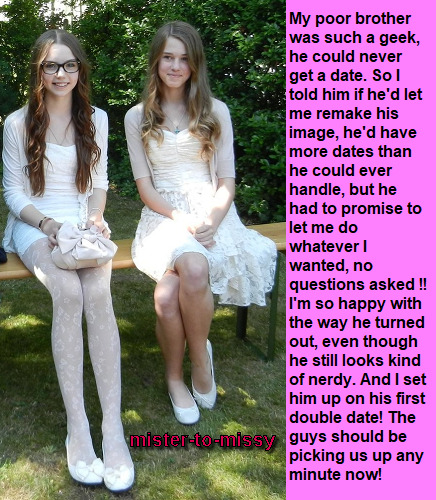 My poor brother
was such a geek,
he could never
get a date. So I
told him if he'd let
me remake his
image, he'd have
more dates than
he could ever
handle, but he
had to promise to
let me do
whatever I
wanted, no
questions asked !!
I'm so happy with
the way he turned
out, even though
he still looks kind
of nerdy. And I set
him up on his first
double date! The
guys should be
picking us up any
minute now!
mister-to-missy